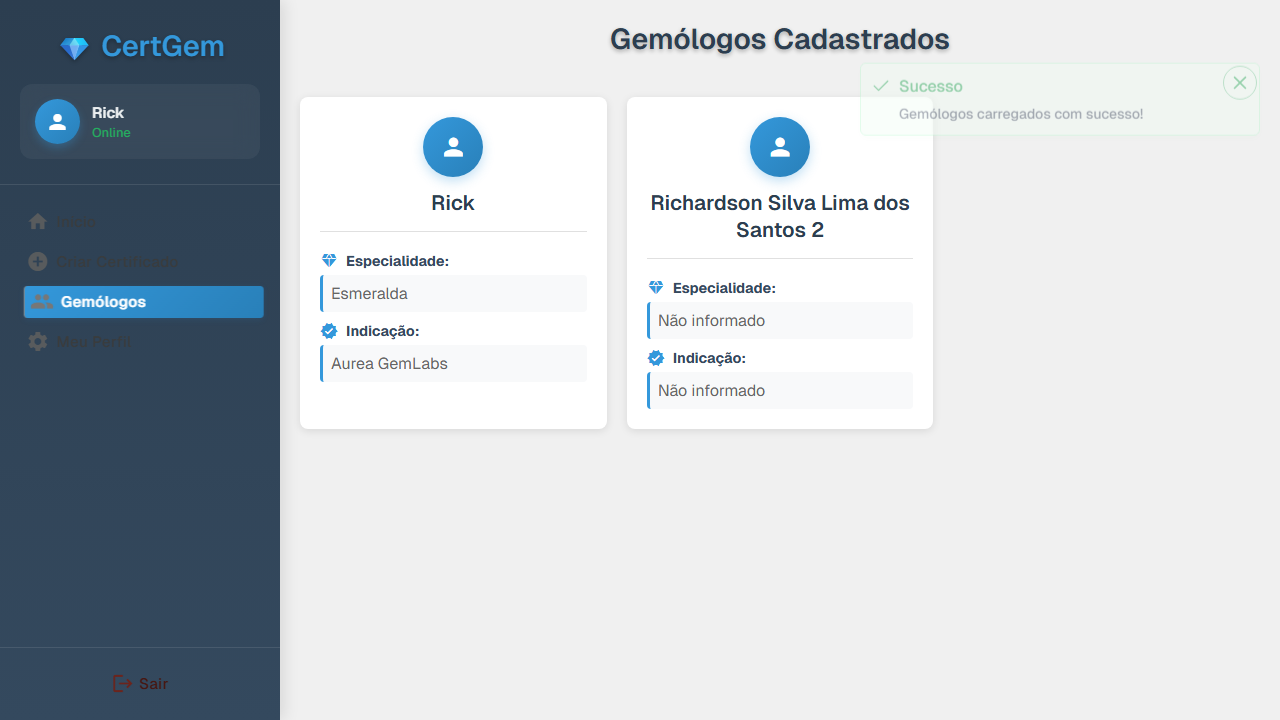 CertGem
Rick
Online
Início
Criar Certificado
Gemólogos
Meu Perfil
Sair
Gemólogos Cadastrados
Sucesso
Gemólogos carregados com sucesso!
Rick
Especialidade:
Esmeralda
Indicação:
Aurea GemLabs
Richardson Silva Lima dos
Santos 2
Especialidade:
Não informado
Indicação:
Não informado